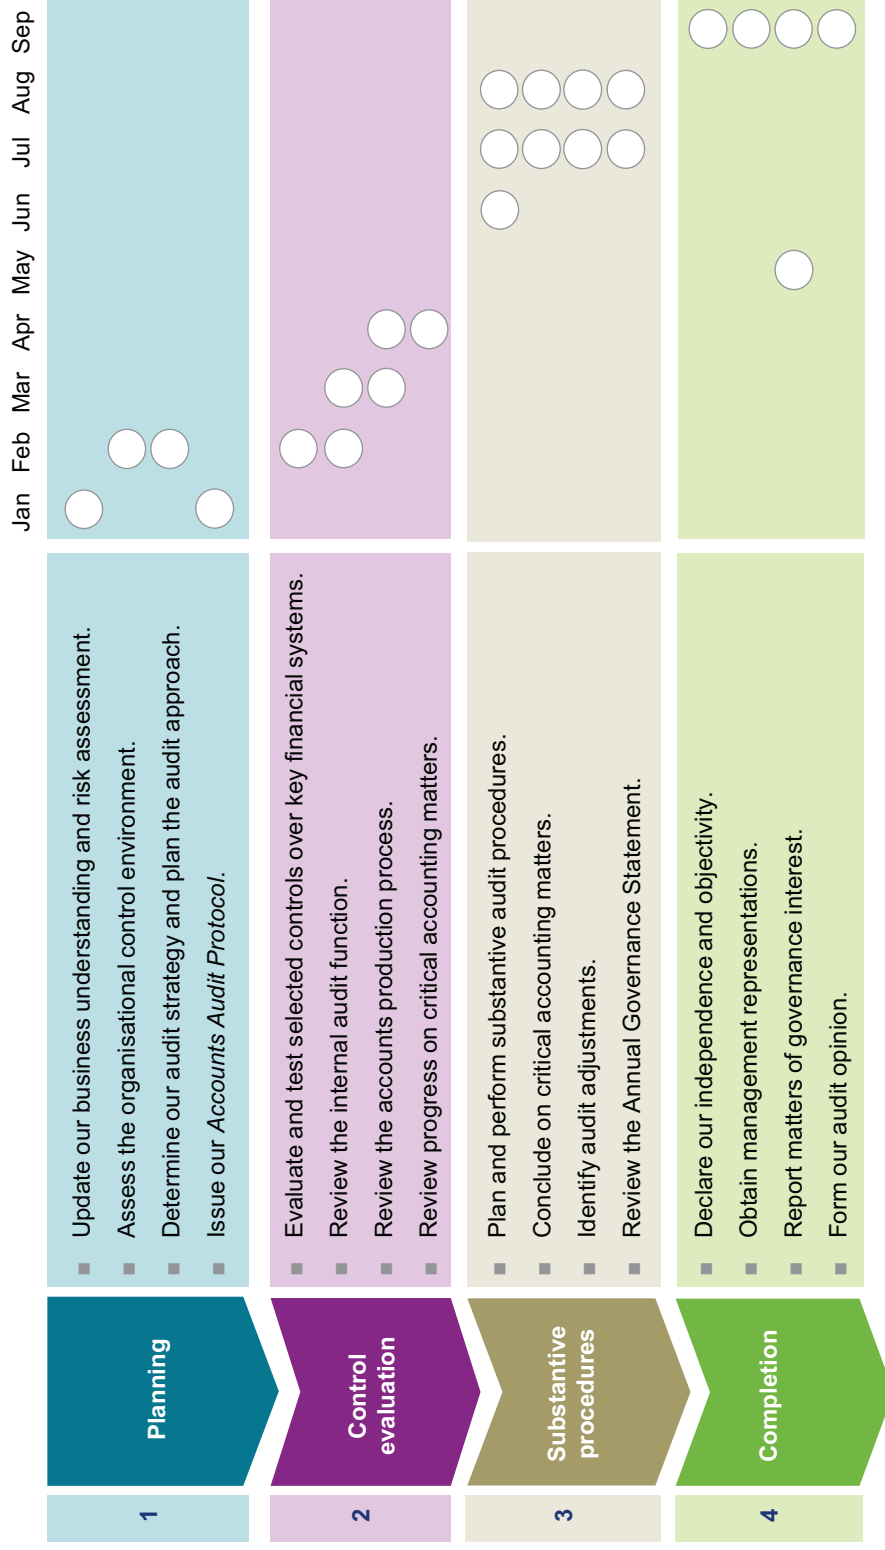 Jan Feb Mar Apr May Jun Jul Aug Sep
1
Planning
Update our business understanding and risk assessment.
Assess the organisational control environment.
Determine our audit strategy and plan the audit approach.
Issue our Accounts Audit Protocol.
2
Control
evaluation
Evaluate and test selected controls over key financial systems.
Review the internal audit function.
Review the accounts production process.
Review progress on critical accounting matters.
3
Substantive
procedures
Plan and perform substantive audit procedures.
Conclude on critical accounting matters.
Identify audit adjustments.
Review the Annual Governance Statement.
4
Completion
Declare our independence and objectivity.
Obtain management representations.
Report matters of governance interest.
Form our audit opinion.